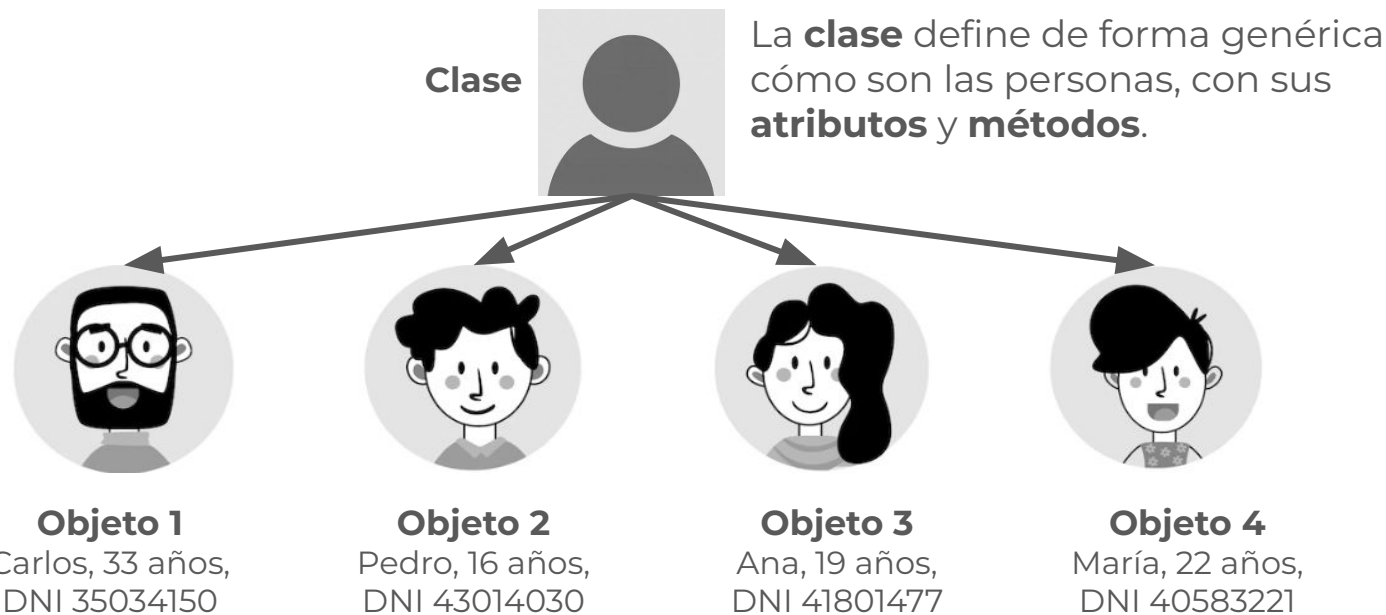 La clase define de forma genérica
Clase
cómo son las personas, con sus
atributos y métodos.
Objeto 1
Carlos, 33 años,
DNI 35034150
Objeto 2
Pedro, 16 años,
DNI 43014030
Objeto 3
Ana, 19 años,
DNI 41801477
Objeto 4
María, 22 años,
DNI 40583221